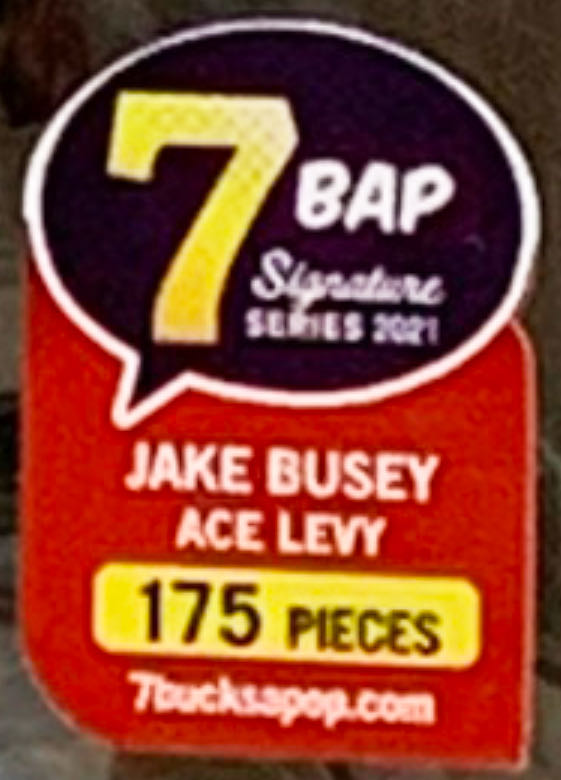 7 BAP
Signature
SERIES 2021
JAKE BUSEY
ACE LEVY
175 PIECES
7bucksapop.com